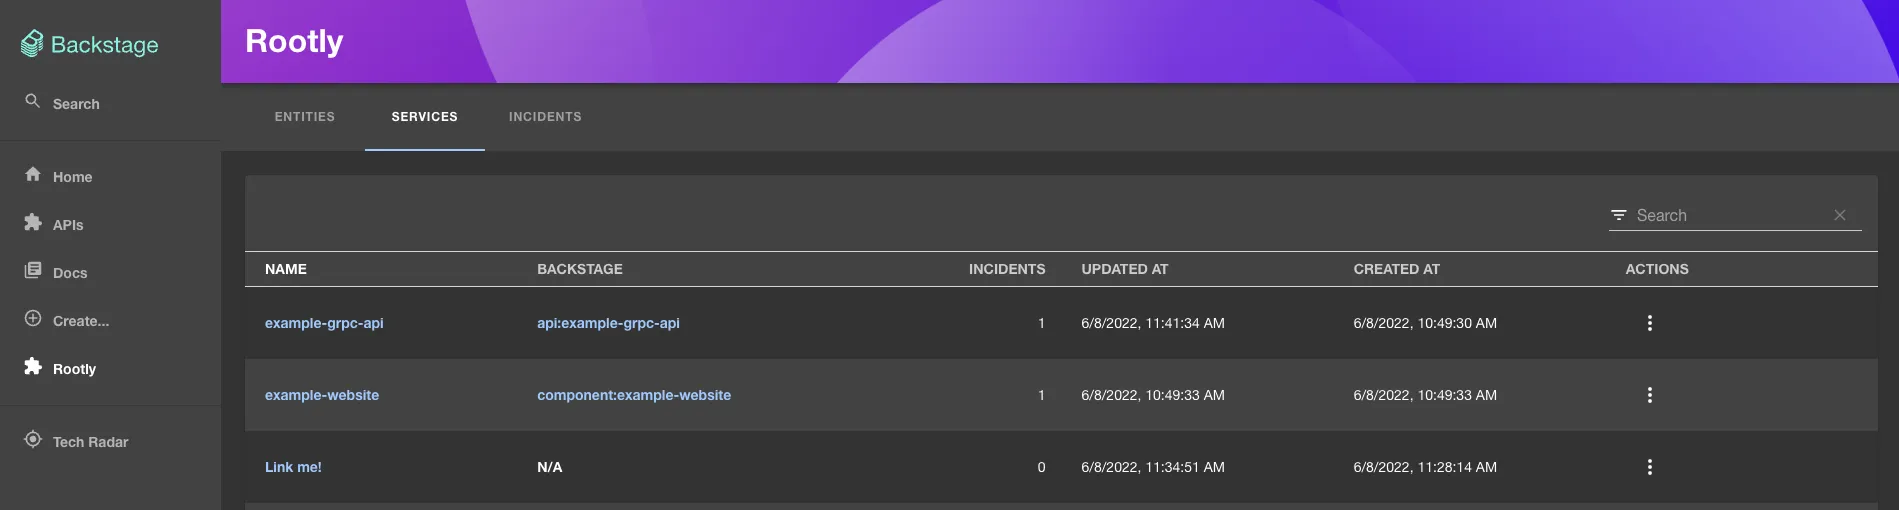 Backstage
Search
Home
APIs
Docs
Create...
Rootly
Tech Radar
Rootly
ENTITIES SERVICES INCIDENTS
Search
NAME BACKSTAGE INCIDENTS UPDATED AT CREATED AT ACTIONS
example-grpc-api api:example-grpc-api 1 6/8/2022, 11:41:34 AM 6/8/2022, 10:49:30 AM
example-website component:example-website 1 6/8/2022, 10:49:33 AM 6/8/2022, 10:49:33 AM
Link me! N/A 0 6/8/2022, 11:34:51 AM 6/8/2022, 11:28:14 AM